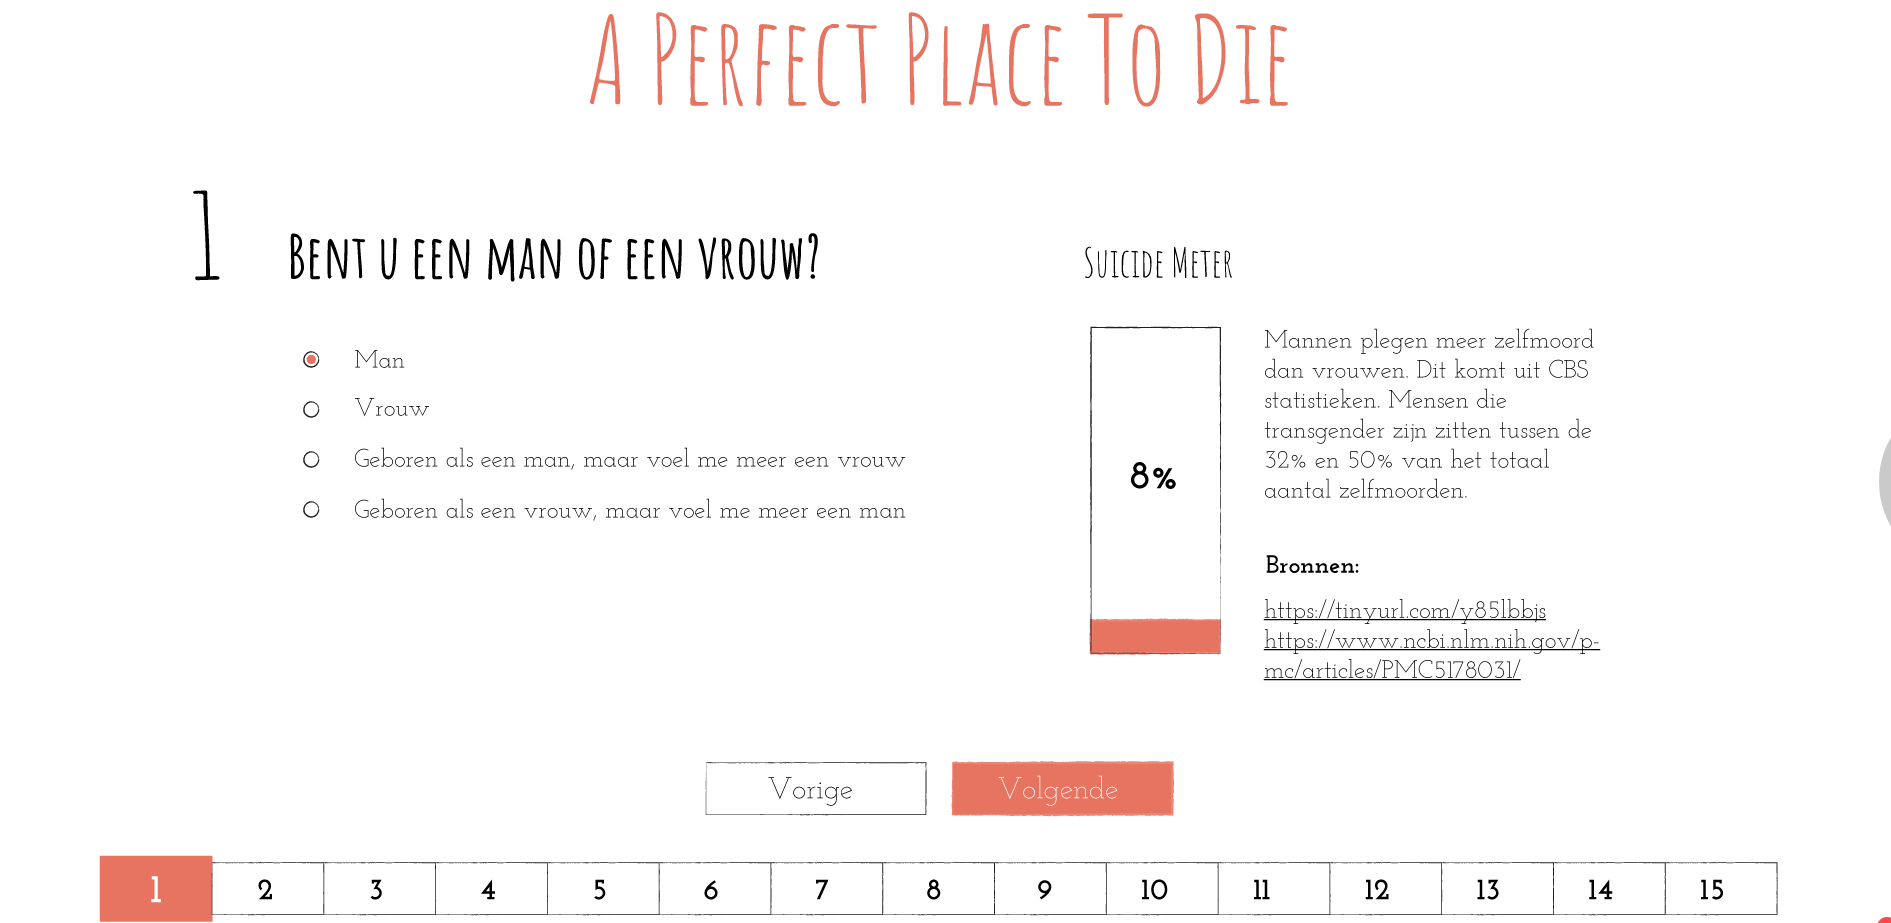 A Perfect Place To Die
1
Bent u een man of een vrouw?
Man
Vrouw
Geboren als een man, maar voel me meer een vrouw
Geboren als een vrouw, maar voel me meer een man
Suicide Meter
8%
Mannen plegen meer zelfmoord
dan vrouwen. Dit komt uit CBS
statistieken. Mensen die
transgender zijn zitten tussen de
32% en 50% van het totaal
aantal zelfmoorden.
Bronnen:
https://tinyurl.com/y85lbbjs
https://www.ncbi.nlm.nih.gov/p-
mc/articles/PMC5178031/
Vorige
Volgende
1 2 3 4 5 6 7 8 9 10 11 12 13 14 15